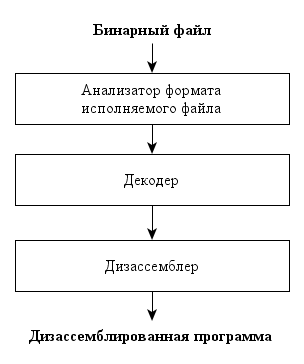 Бинарный файл
Анализатор формата
исполняемого файла
Декодер
Дизассемблер
Дизассемблированная программа